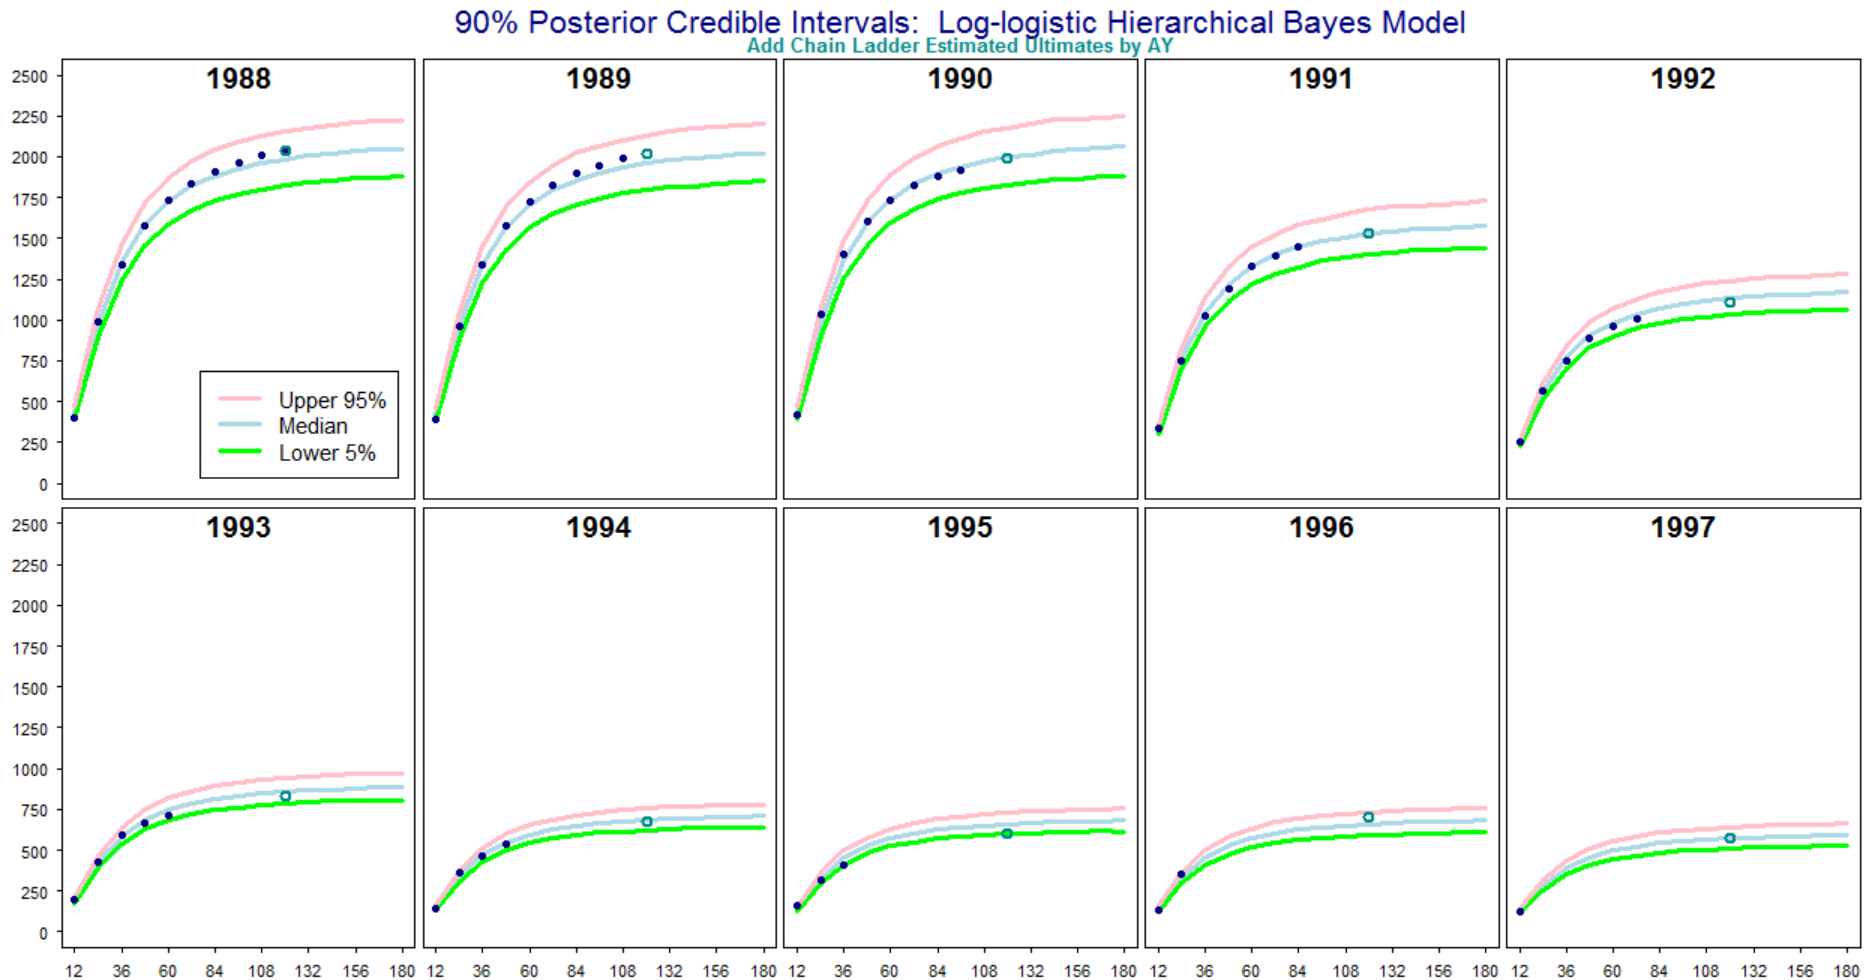 90% Posterior Credible Intervals:  Log-logistic Hierarchical Bayes Model
Add Chain Ladder Estimated Ultimates by AY
1988 1989 1990 1991 1992
2500
2250
2000
1750
1500
1250
1000
750
500
250
0
Upper 95%
Median
Lower 5%
1993 1994 1995 1996 1997
2500
2250
2000
1750
1500
1250
1000
750
500
250
0
12 36 60 84 108 132 156 180 12 36 60 84 108 132 156 180 12 36 60 84 108 132 156 180 12 36 60 84 108 132 156 180 12 36 60 84 108 132 156 180